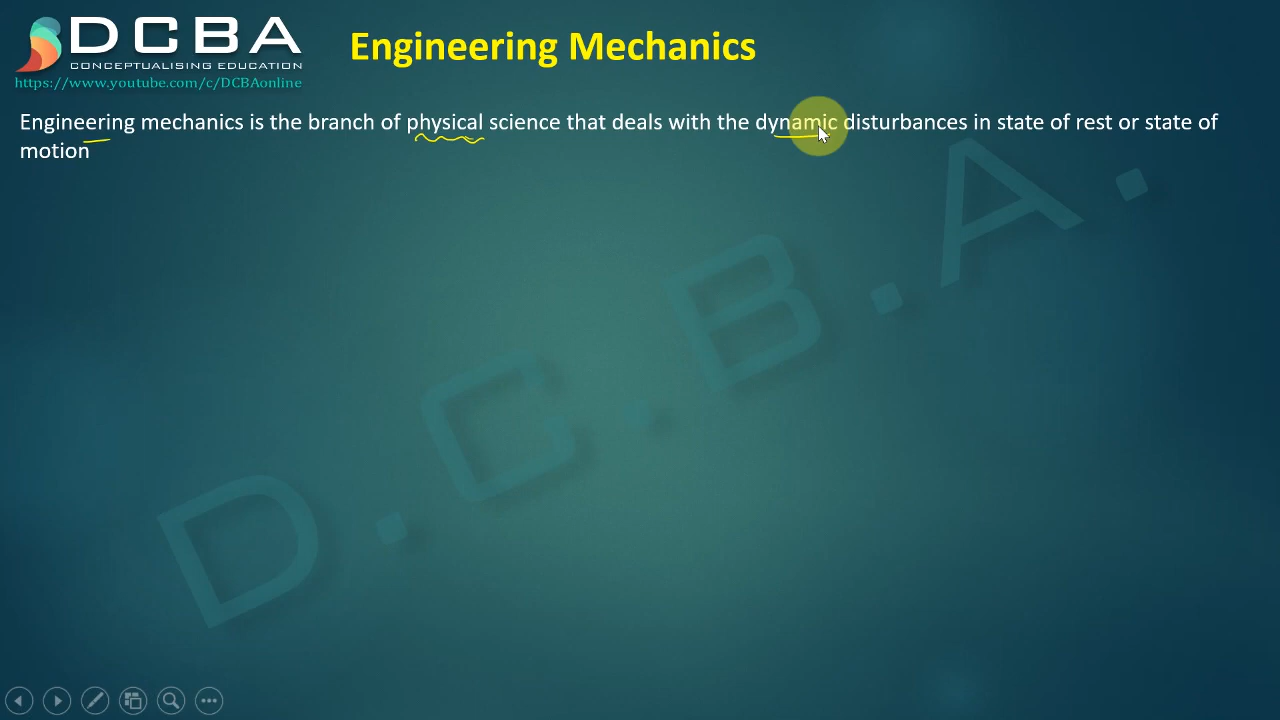 DCBA
CONCEPTUALISING EDUCATION
https://www.youtube.com/c/DCBAonline
Engineering Mechanics
Engineering mechanics is the branch of physical science that deals with the dynamic disturbances in state of rest or state of
motion
D.C.B.A.